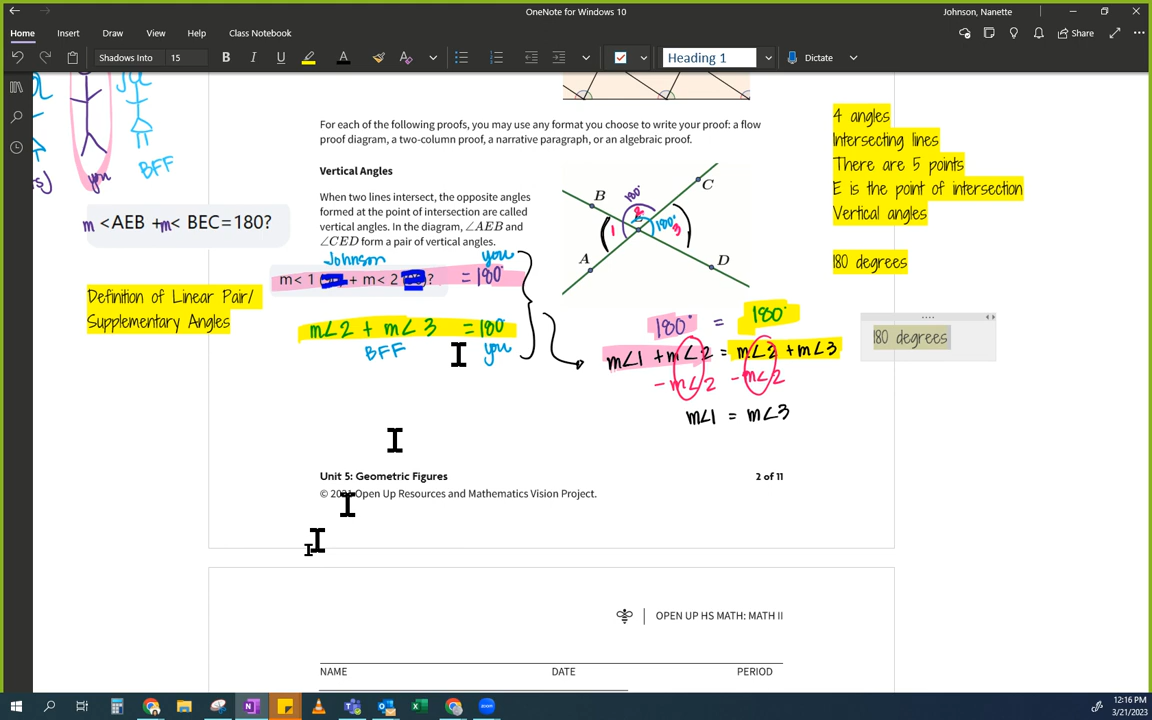 OneNote for Windows 10
Johnson, Nanette
Home
Insert
Draw
View
Help
Class Notebook
Share
Shadows Into
15
B
I
U
A
Heading 1
Dictate
BFF
you
m <AEB +m< BEC=180?
Definition of Linear Pair/
Supplementary Angles
For each of the following proofs, you may use any format you choose to write your proof: a flow
proof diagram, a two-column proof, a narrative paragraph, or an algebraic proof.
Vertical Angles
When two lines intersect, the opposite angles
formed at the point of intersection are called
vertical angles. In the diagram, ∠AEB and
∠CED form a pair of vertical angles.
Johnson
you
m< 1 + m< 2 ? = 180°
m∠2 + m∠3 = 180
BFF
you
B
C
A
D
180°
2
1
180°
3
180° = 180°
m∠1 + m∠2 = m∠2 + m∠3
- m∠2 - m∠2
m∠1 = m∠3
4 angles
Intersecting lines
There are 5 points
E is the point of intersection
Vertical angles
180 degrees
180 degrees
Unit 5: Geometric Figures
2 of 11
© 2021 Open Up Resources and Mathematics Vision Project.
OPEN UP HS MATH: MATH II
NAME
DATE
PERIOD
12:16 PM
3/21/2023